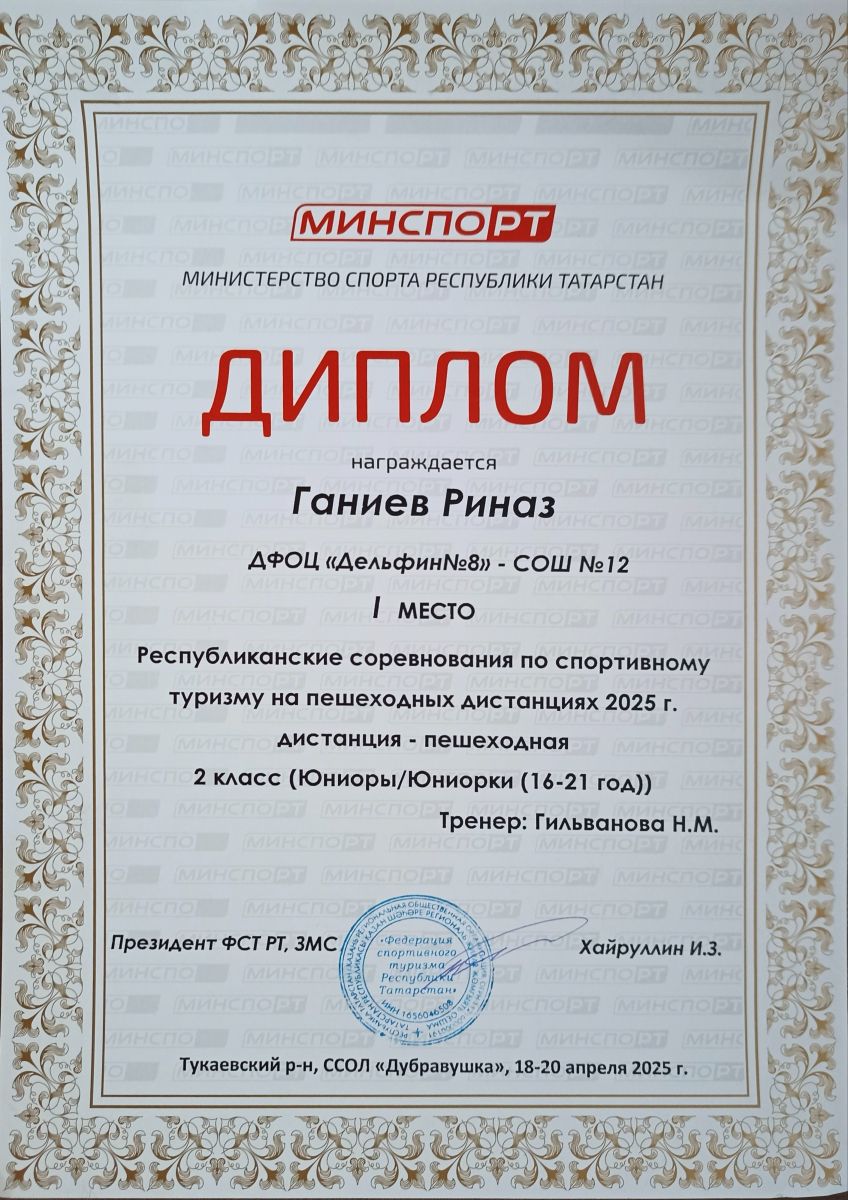 МИНСПОРТ
МИНИСТЕРСТВО СПОРТА РЕСПУБЛИКИ ТАТАРСТАН
ДИПЛОМ
награждается
Ганиев Риназ
ДФОЦ «Дельфин№8» - СОШ №12
I МЕСТО
Республиканские соревнования по спортивному
туризму на пешеходных дистанциях 2025 г.
дистанция - пешеходная
2 класс (Юниоры/Юниорки (16-21 год))
Тренер: Гильванова Н.М.
Президент ФСТ РТ, ЗМС
«Федерация
спортивного
туризма
Республики
Татарстан»
ИНН 1656046508
Хайруллин И.З.
Тукаевский р-н, ССОЛ «Дубравушка», 18-20 апреля 2025 г.